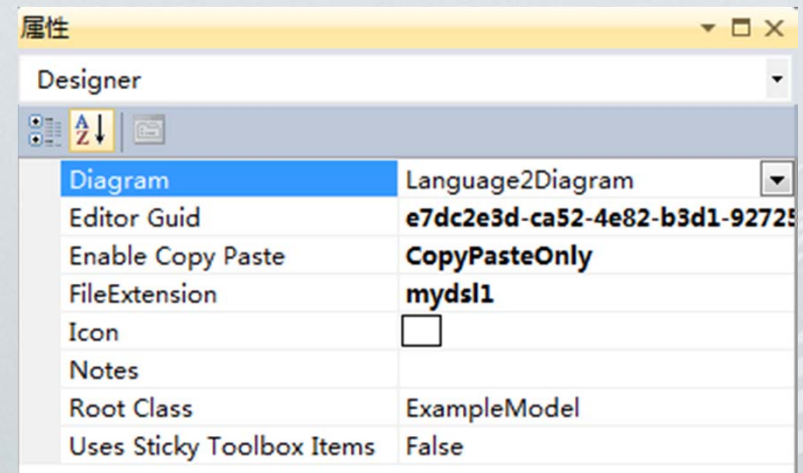 属性
Designer
Diagram Language2Diagram
Editor Guid e7dc2e3d-ca52-4e82-b3d1-92725
Enable Copy Paste CopyPasteOnly
FileExtension mydsl1
Icon
Notes
Root Class ExampleModel
Uses Sticky Toolbox Items False